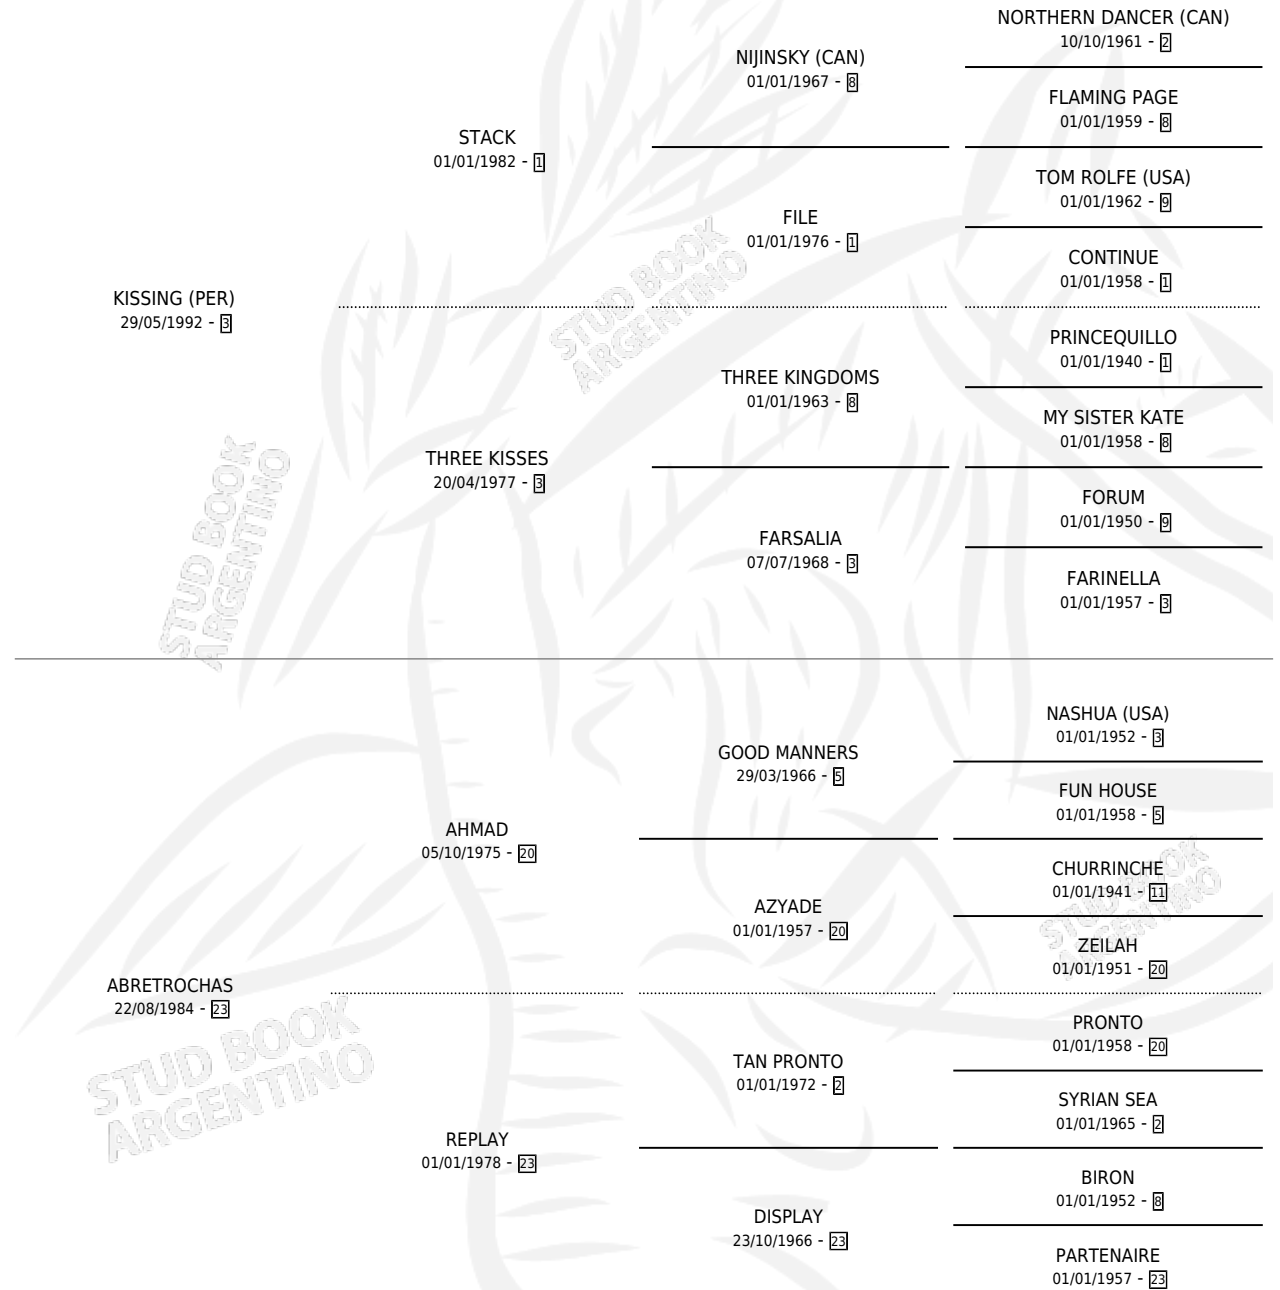 NORTHERN DANCER (CAN)
10/10/1961 - 2
NIJINSKY (CAN)
01/01/1967 - 8
FLAMING PAGE
01/01/1959 - 8
STACK
01/01/1982 - 1
TOM ROLFE (USA)
01/01/1962 - 9
FILE
01/01/1976 - 1
CONTINUE
01/01/1958 - 1
KISSING (PER)
29/05/1992 - 3
PRINCEQUILLO
01/01/1940 - 1
THREE KINGDOMS
01/01/1963 - 8
MY SISTER KATE
01/01/1958 - 8
THREE KISSES
20/04/1977 - 3
FORUM
01/01/1950 - 9
FARSALIA
07/07/1968 - 3
FARINELLA
01/01/1957 - 3
NASHUA (USA)
01/01/1952 - 3
GOOD MANNERS
29/03/1966 - 5
FUN HOUSE
01/01/1958 - 5
AHMAD
05/10/1975 - 20
CHURRINCHE
01/01/1941 - 11
AZYADE
01/01/1957 - 20
ZEILAH
01/01/1951 - 20
ABRETROCHAS
22/08/1984 - 23
PRONTO
01/01/1958 - 20
TAN PRONTO
01/01/1972 - 2
SYRIAN SEA
01/01/1965 - 2
REPLAY
01/01/1978 - 23
BIRON
01/01/1952 - 8
DISPLAY
23/10/1966 - 23
PARTENAIRE
01/01/1957 - 23
STUD BOOK
ARGENTINO
STUD BOOK
ARGENTINO
STUD BOOK
ARGENTINO
STUD BOOK
ARGENTINO